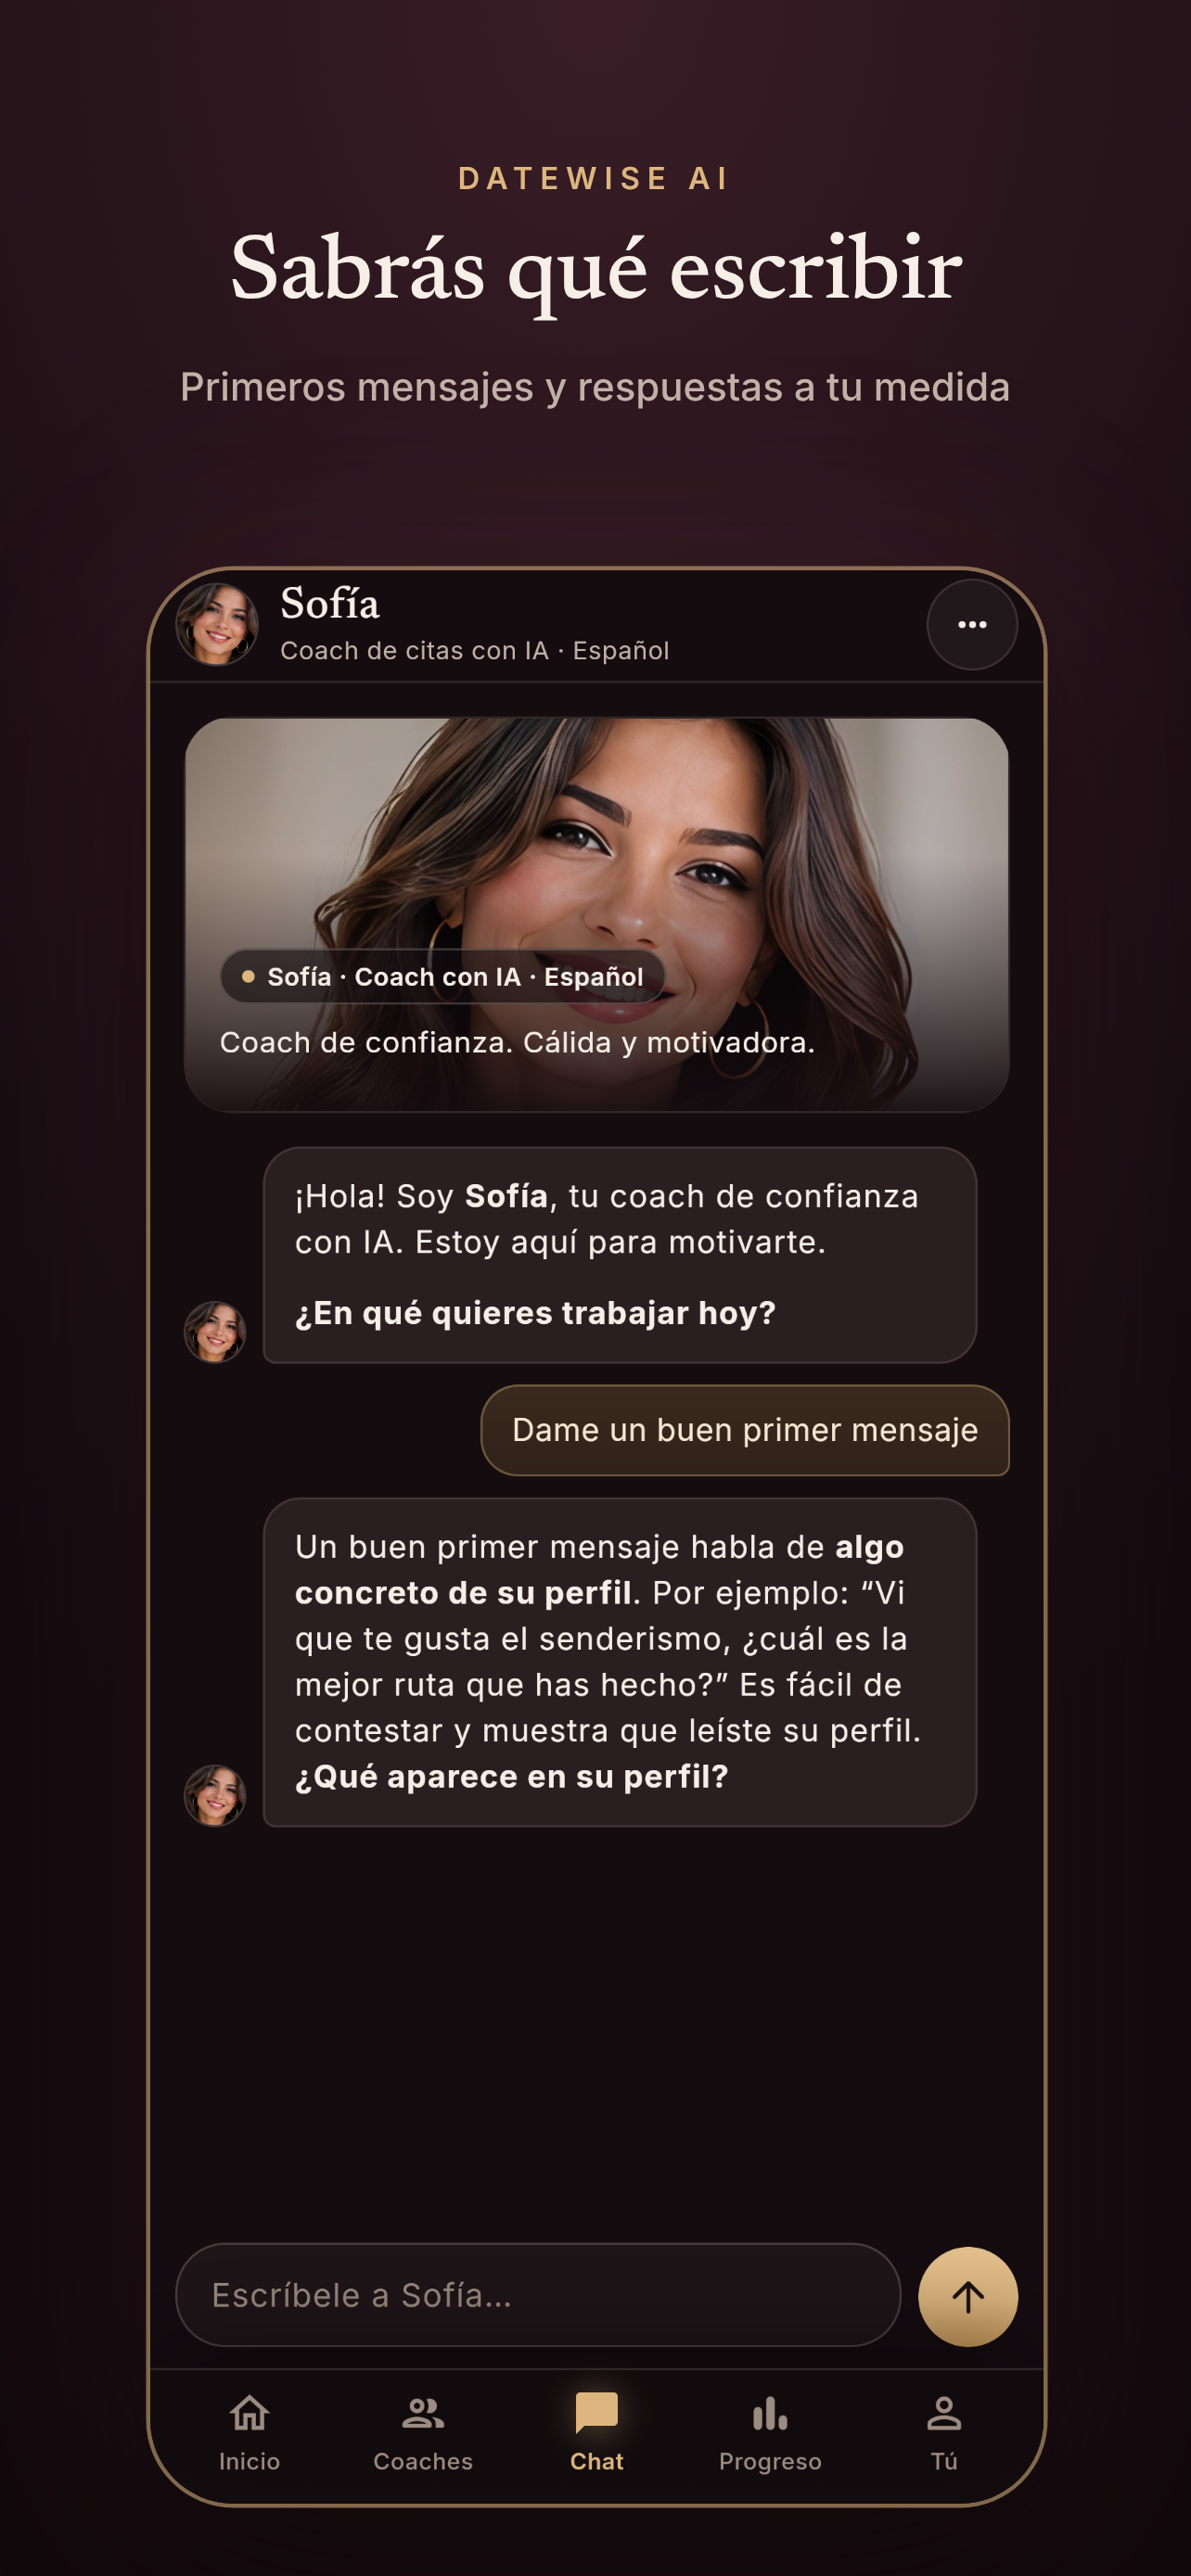 DATEWISE AI
Sabrás qué escribir
Primeros mensajes y respuestas a tu medida
Sofía
Coach de citas con IA · Español
Sofía · Coach con IA · Español
Coach de confianza. Cálida y motivadora.
¡Hola! Soy Sofía, tu coach de confianza
con IA. Estoy aquí para motivarte.
¿En qué quieres trabajar hoy?
Dame un buen primer mensaje
Un buen primer mensaje habla de algo
concreto de su perfil. Por ejemplo: “Vi
que te gusta el senderismo, ¿cuál es la
mejor ruta que has hecho?” Es fácil de
contestar y muestra que leíste su perfil.
¿Qué aparece en su perfil?
Escríbele a Sofía...
Inicio
Coaches
Chat
Progreso
Tú